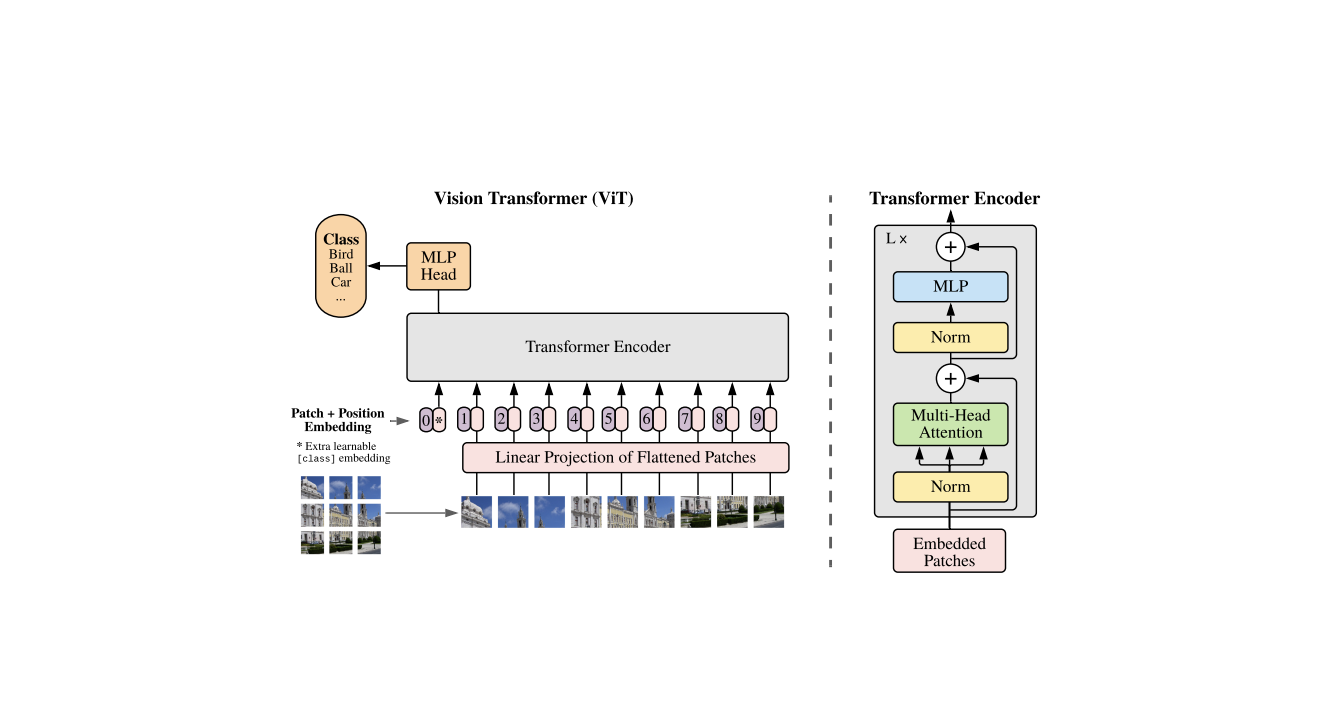 Vision Transformer (ViT)
Class
Bird
Ball
Car
...
MLP
Head
Transformer Encoder
Patch + Position
Embedding
0 * 1 2 3 4 5 6 7 8 9
* Extra learnable
[class] embedding
Linear Projection of Flattened Patches
Transformer Encoder
L ×
+
MLP
Norm
+
Multi-Head
Attention
Norm
Embedded
Patches